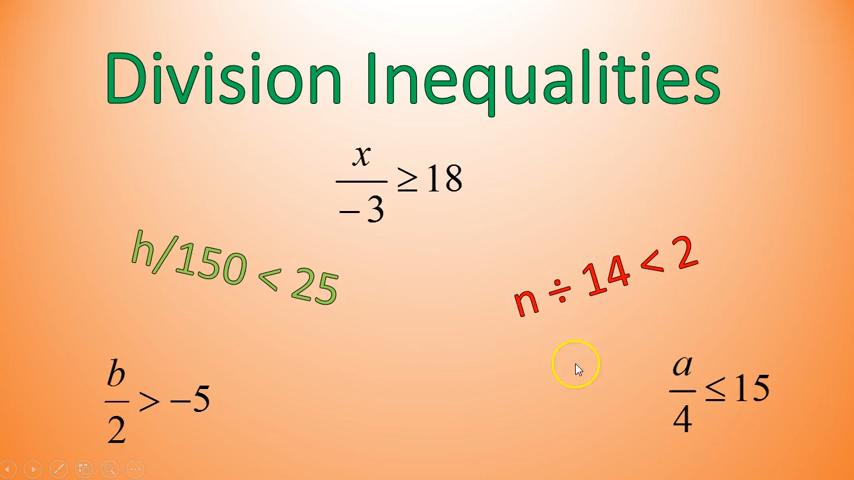 Division Inequalities
x/−3 ≥ 18
h/150 < 25
n ÷ 14 < 2
b/2 > −5
a/4 ≤ 15